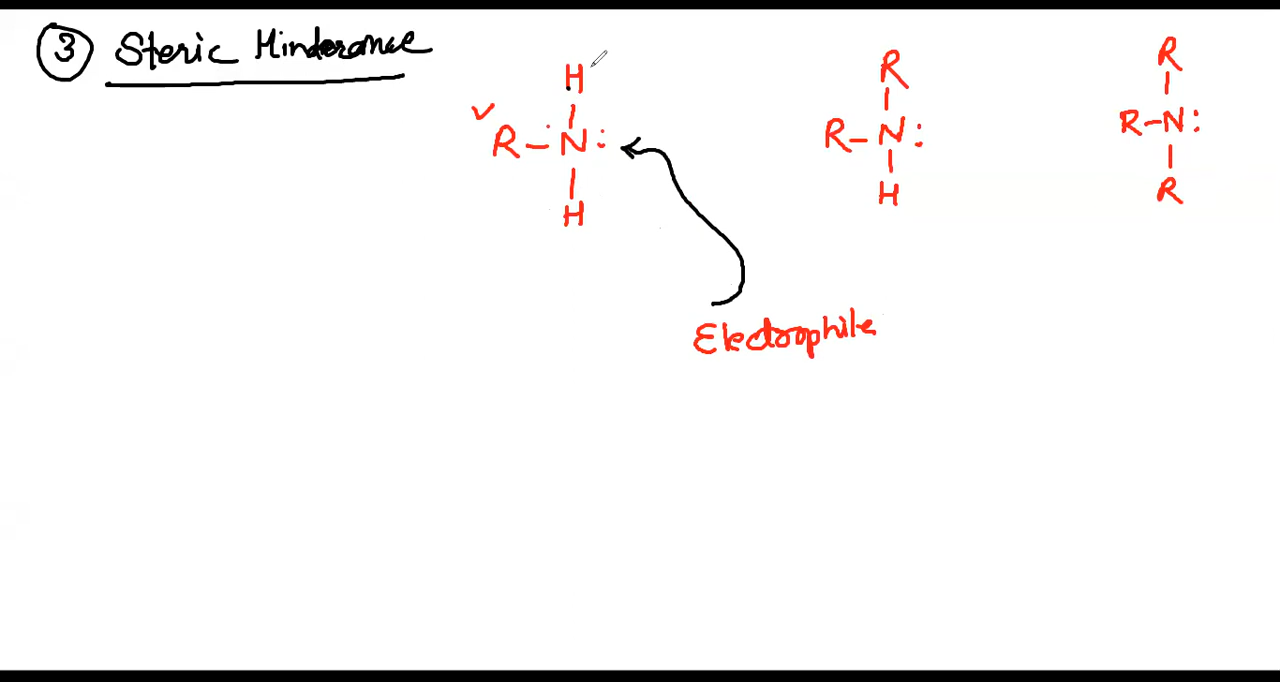 ③ Steric Hinderance
H R R
R-N: R-N: R-N:
H H R
Electrophile